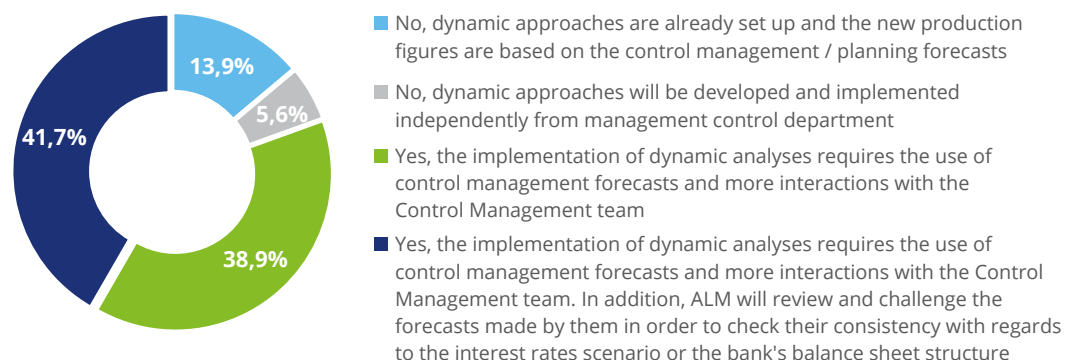 13,9%
5,6%
41,7%
38,9%
No, dynamic approaches are already set up and the new production
figures are based on the control management / planning forecasts
No, dynamic approaches will be developed and implemented
independently from management control department
Yes, the implementation of dynamic analyses requires the use of
control management forecasts and more interactions with the
Control Management team
Yes, the implementation of dynamic analyses requires the use of
control management forecasts and more interactions with the Control
Management team. In addition, ALM will review and challenge the
forecasts made by them in order to check their consistency with regards
to the interest rates scenario or the bank's balance sheet structure